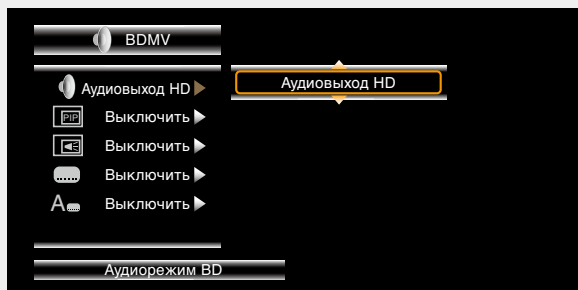 BDMV
Аудиовыход HD
Аудиовыход HD
PIP
Выключить
Выключить
Выключить
A
Выключить
Аудиорежим BD